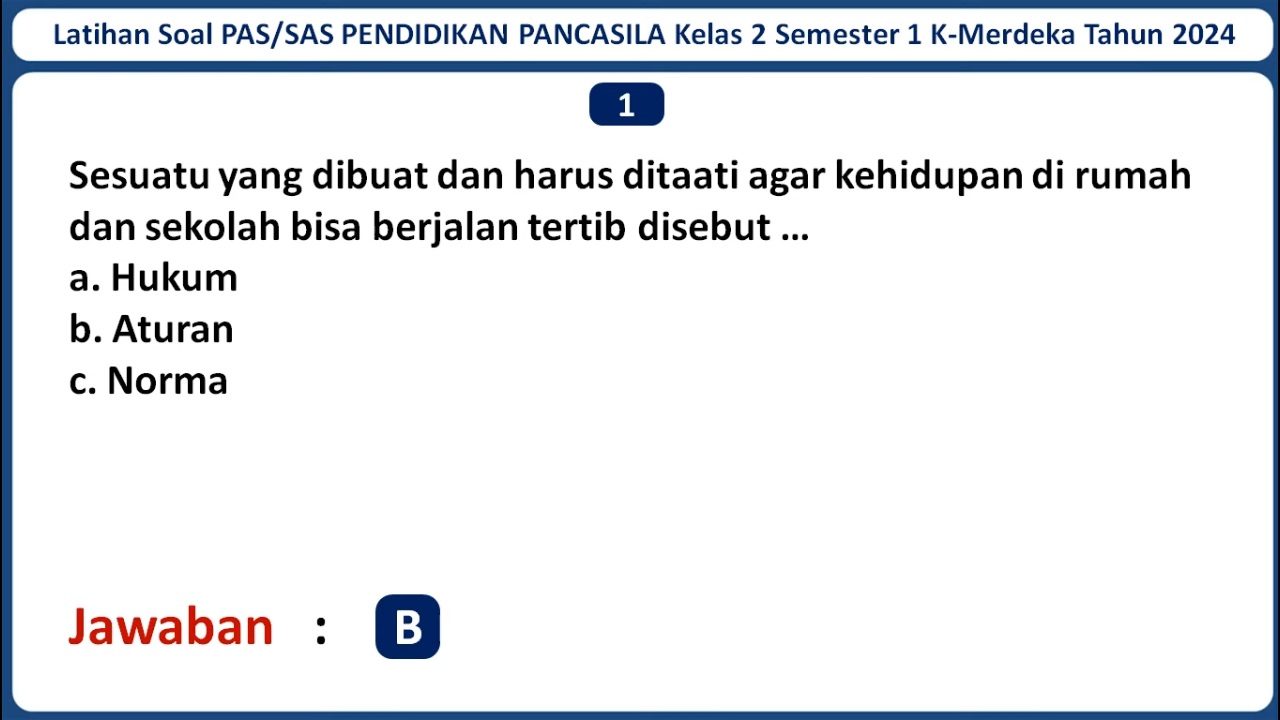 Latihan Soal PAS/SAS PENDIDIKAN PANCASILA Kelas 2 Semester 1 K-Merdeka Tahun 2024
1
Sesuatu yang dibuat dan harus ditaati agar kehidupan di rumah
dan sekolah bisa berjalan tertib disebut ...
a. Hukum
b. Aturan
c. Norma
Jawaban : B